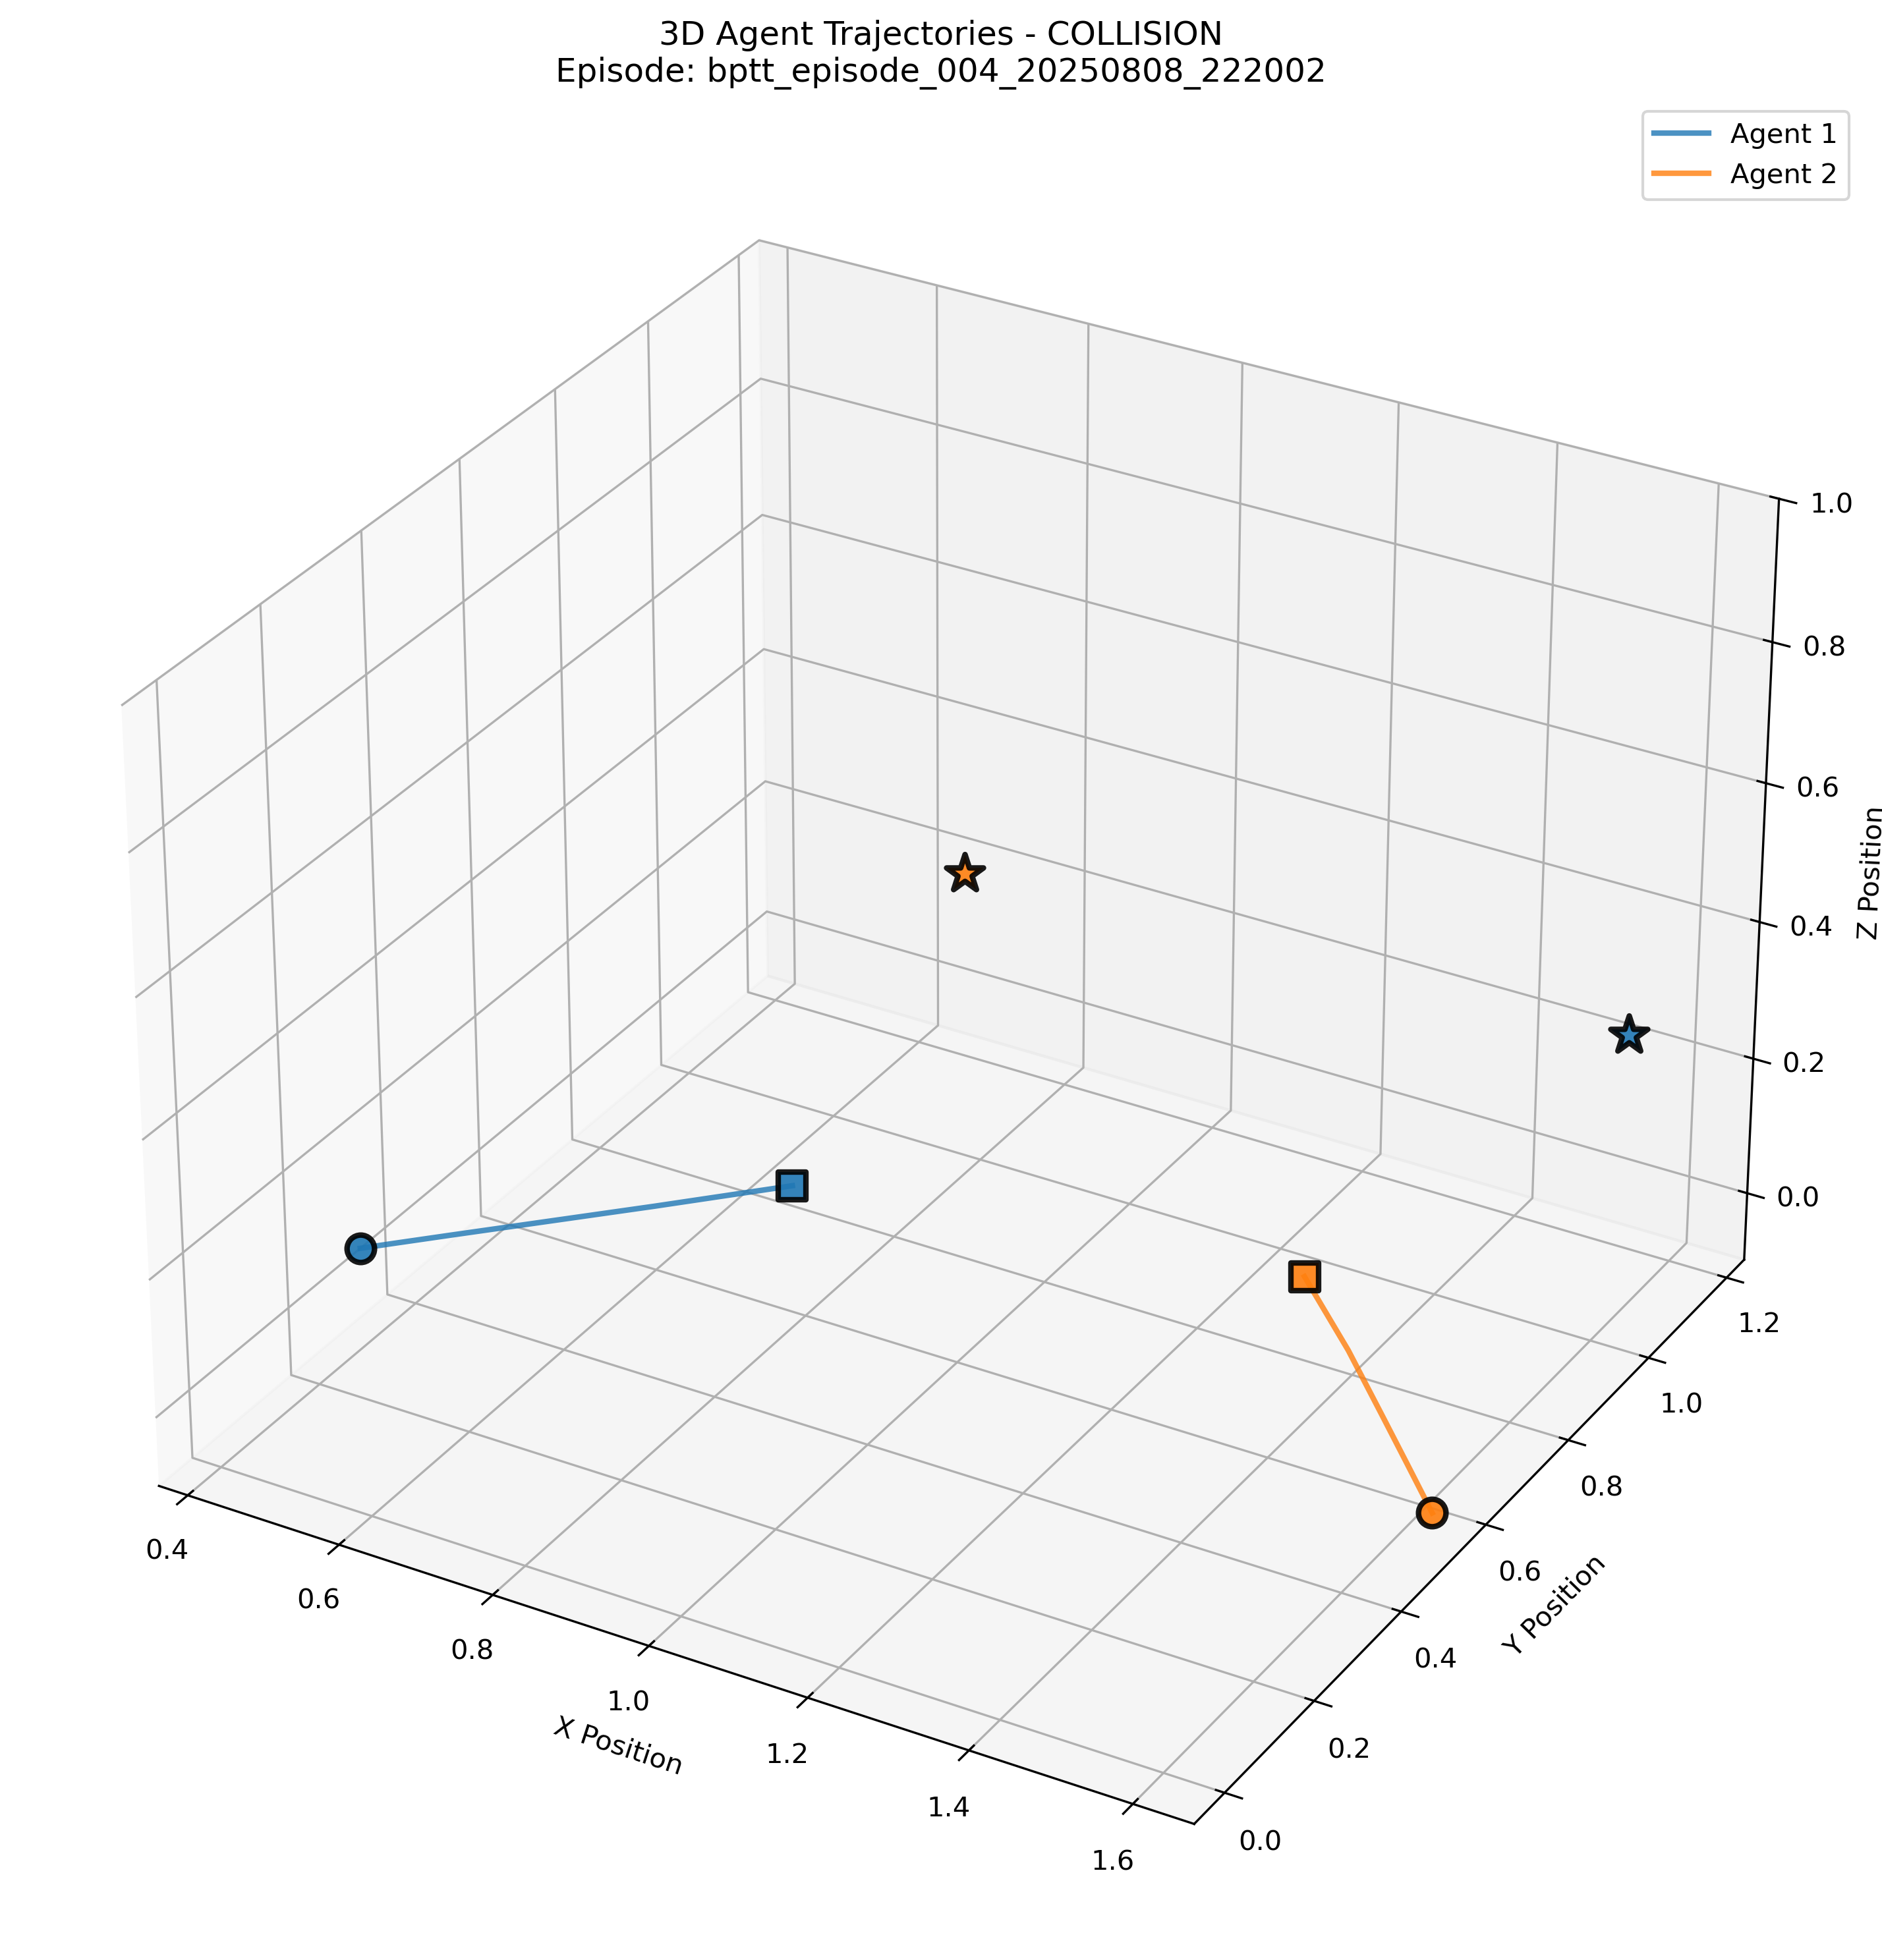 3D Agent Trajectories - COLLISION
Episode: bptt_episode_004_20250808_222002
Agent 1
Agent 2
1.0
0.8
0.6
0.4
0.2
0.0
Z Position
1.2
1.0
0.8
0.6
0.4
0.2
0.0
Y Position
0.4
0.6
0.8
1.0
1.2
1.4
1.6
X Position